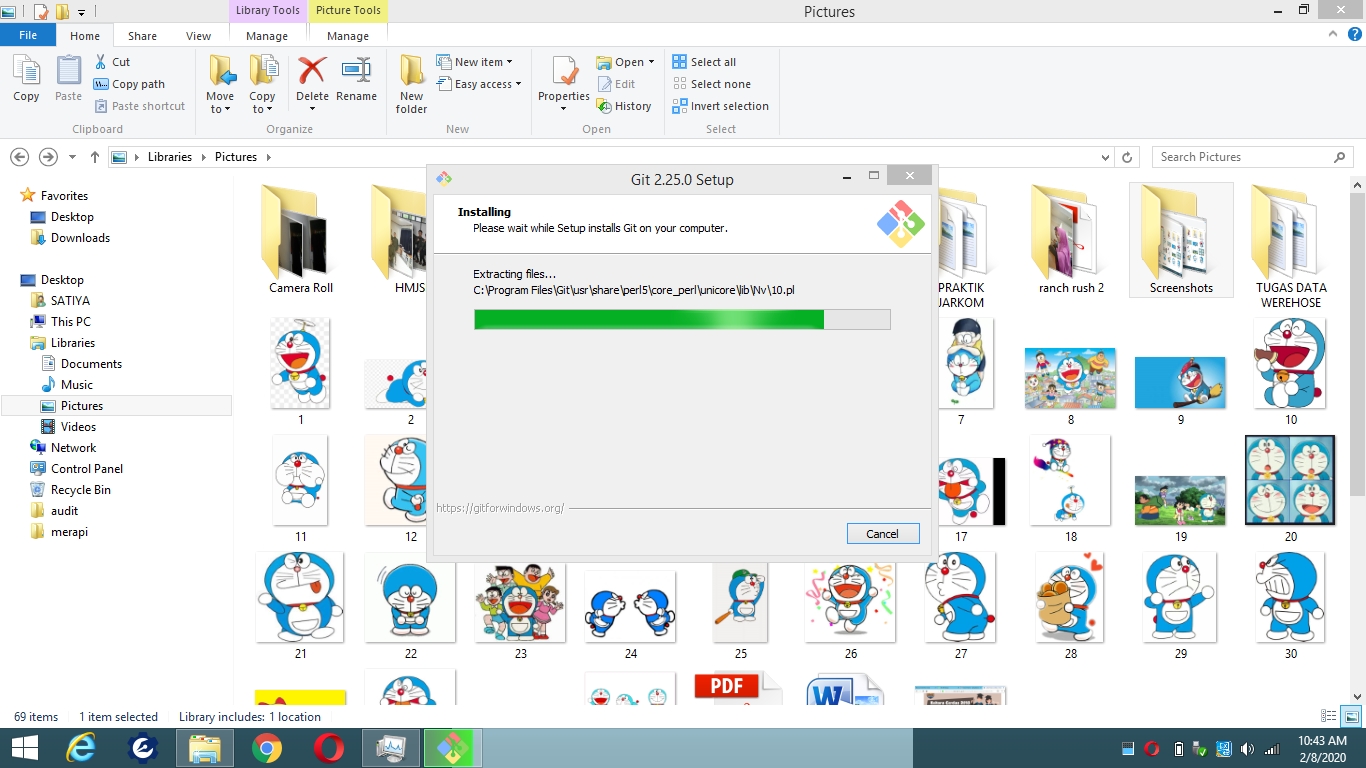 Library Tools
Picture Tools
Pictures
File
Home
Share
View
Manage
Manage
Copy
Paste
Cut
Copy path
Paste shortcut
Clipboard
Move to
Copy to
Delete
Rename
Organize
New folder
New item
Easy access
New
Properties
Open
Edit
History
Open
Select all
Select none
Invert selection
Select
Libraries
Pictures
Search Pictures
Favorites
Desktop
Downloads
Desktop
SATIYA
This PC
Libraries
Documents
Music
Pictures
Videos
Network
Control Panel
Recycle Bin
audit
merapi
Camera Roll
HMJS
PRAKTIK
JARKOM
ranch rush 2
Screenshots
TUGAS DATA
WEREHOSE
1
2
7
8
9
10
11
12
17
18
19
20
21
22
23
24
25
26
27
28
29
30
PDF
W
Git 2.25.0 Setup
Installing
Please wait while Setup installs Git on your computer.
Extracting files...
C:\Program Files\Git\usr\share\perl5\core_perl\unicore\lib\Nv\10.pl
https://gitforwindows.org/
Cancel
69 items
1 item selected
Library includes: 1 location
10:43 AM
2/8/2020